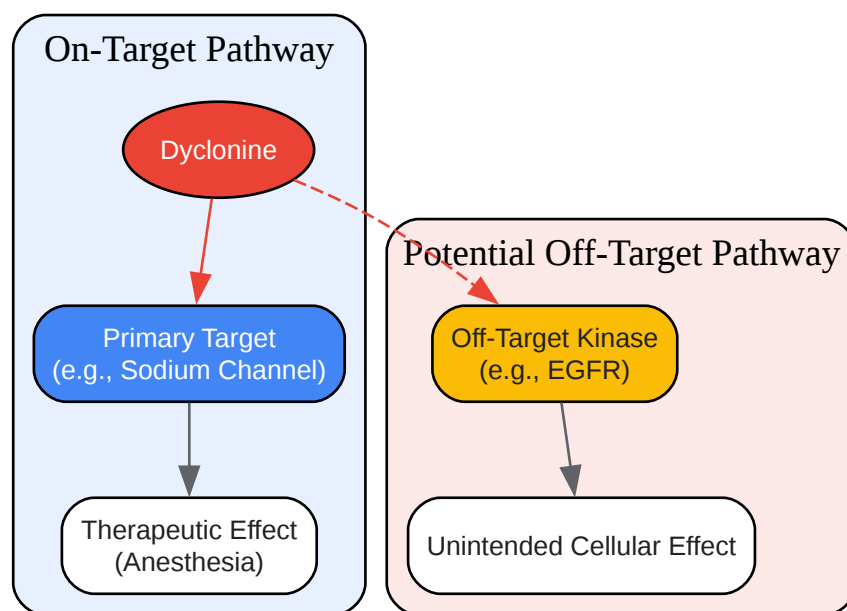 On-Target Pathway
Dyclonine
Potential Off-Target Pathway
Primary Target
(e.g., Sodium Channel)
Off-Target Kinase
(e.g., EGFR)
Therapeutic Effect
(Anesthesia)
Unintended Cellular Effect